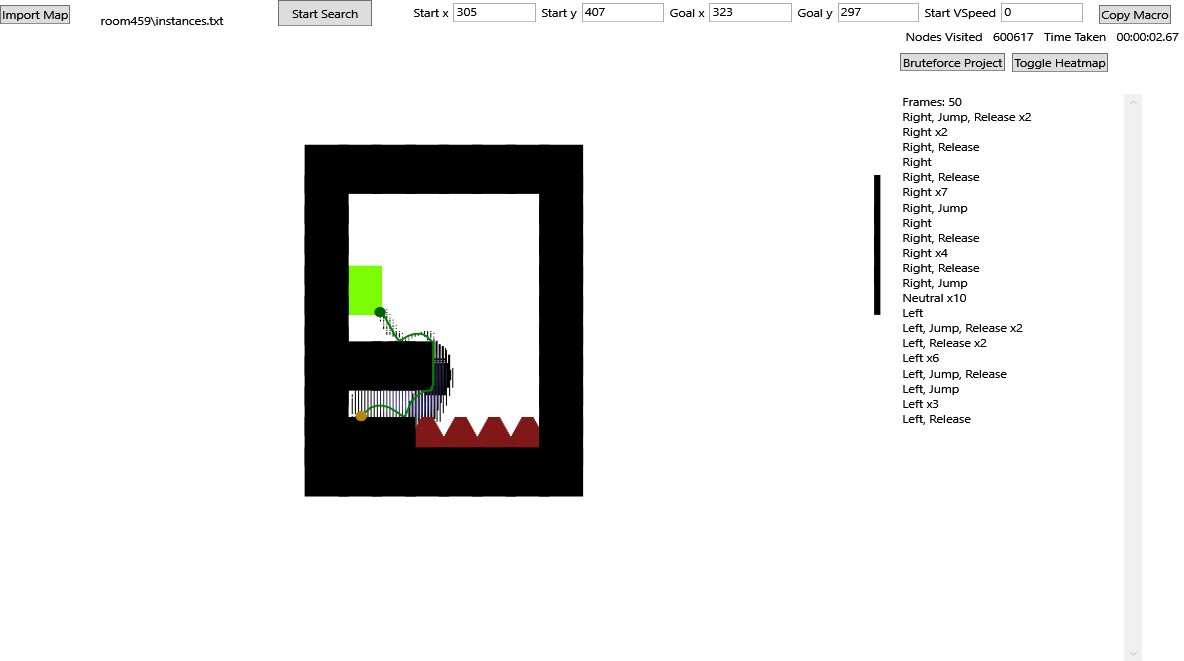 Import Map room459\instances.txt Start Search Start x 305 Start y 407 Goal x 323 Goal y 297 Start VSpeed 0 Copy Macro
Nodes Visited 600617 Time Taken 00:00:02.67
Bruteforce Project Toggle Heatmap
Frames: 50
Right, Jump, Release x2
Right x2
Right, Release
Right
Right, Release
Right x7
Right, Jump
Right
Right, Release
Right x4
Right, Release
Right, Jump
Neutral x10
Left
Left, Jump, Release x2
Left, Release x2
Left x6
Left, Jump, Release
Left, Jump
Left x3
Left, Release